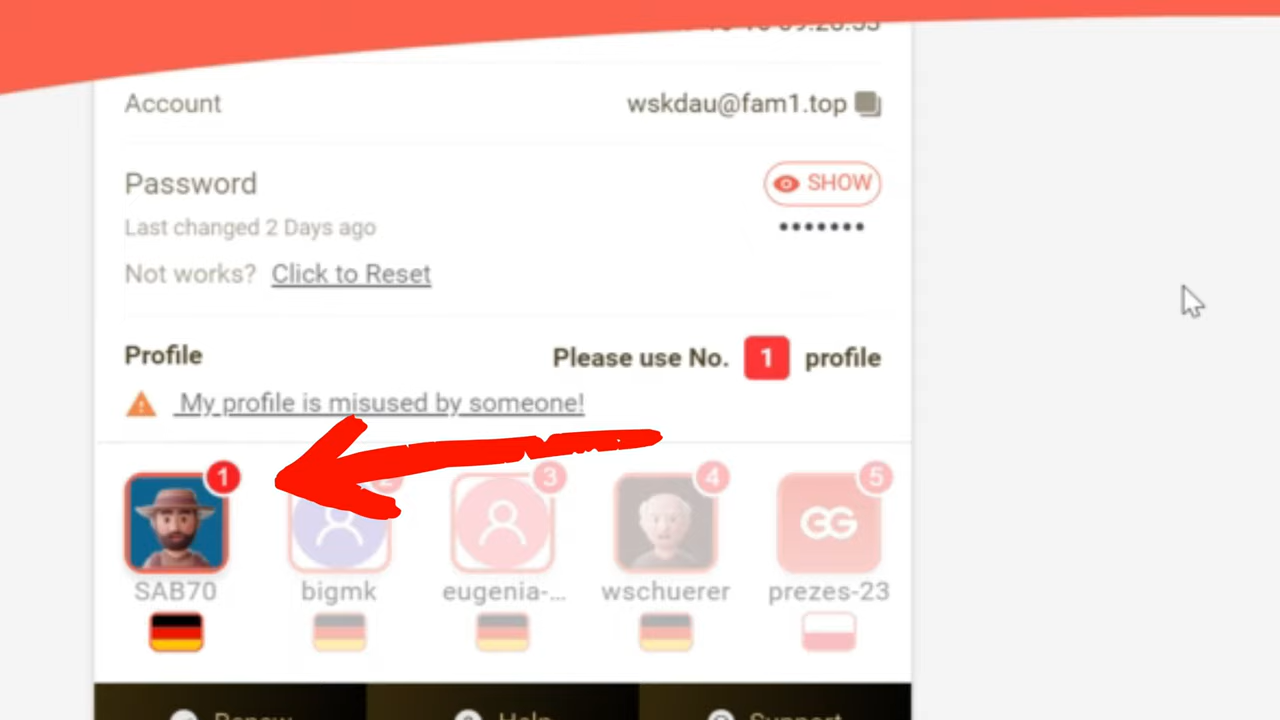 Account wskdau@fam1.top
Password SHOW
Last changed 2 Days ago •••••••
Not works? Click to Reset
Profile Please use No. 1 profile
My profile is misused by someone!
1 3 4 5
SAB70 bigmk eugenia-... wschuerer prezes-23